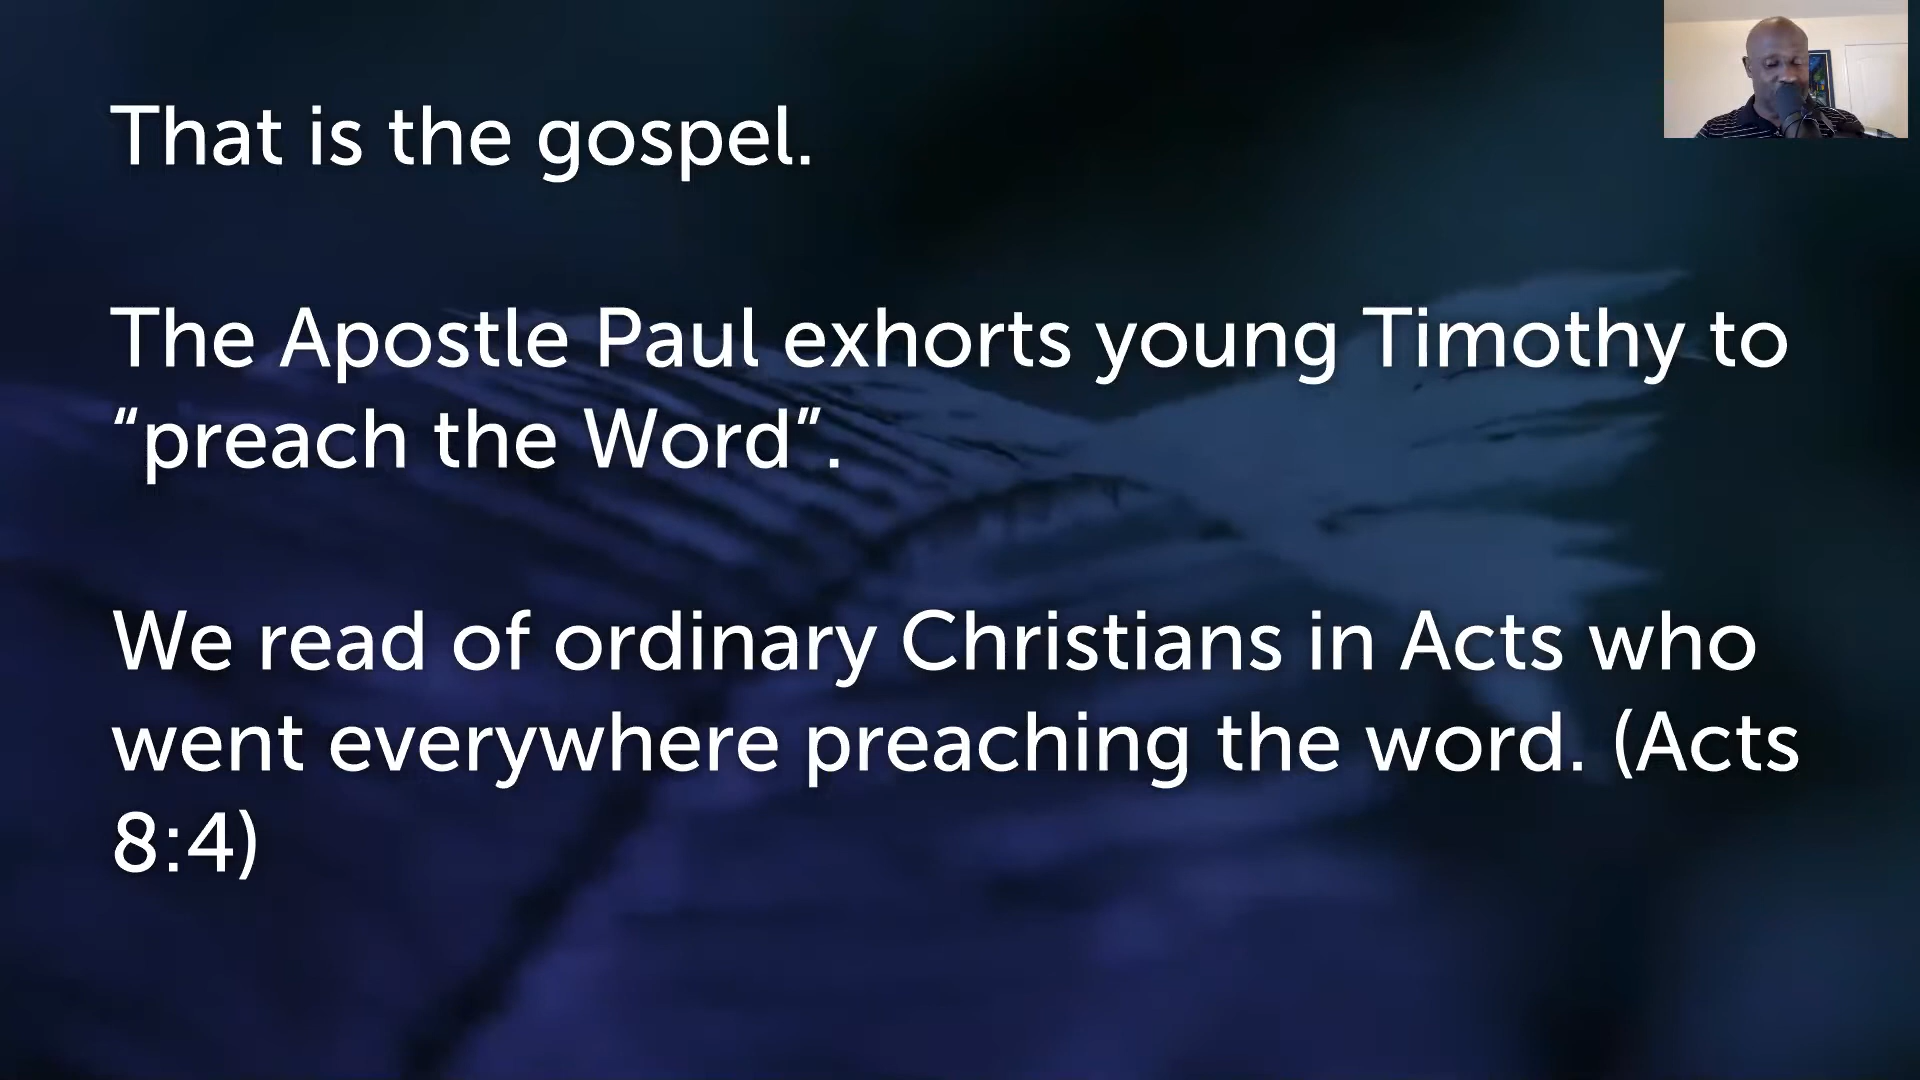 That is the gospel.
The Apostle Paul exhorts young Timothy to
“preach the Word”.
We read of ordinary Christians in Acts who
went everywhere preaching the word. (Acts
8:4)